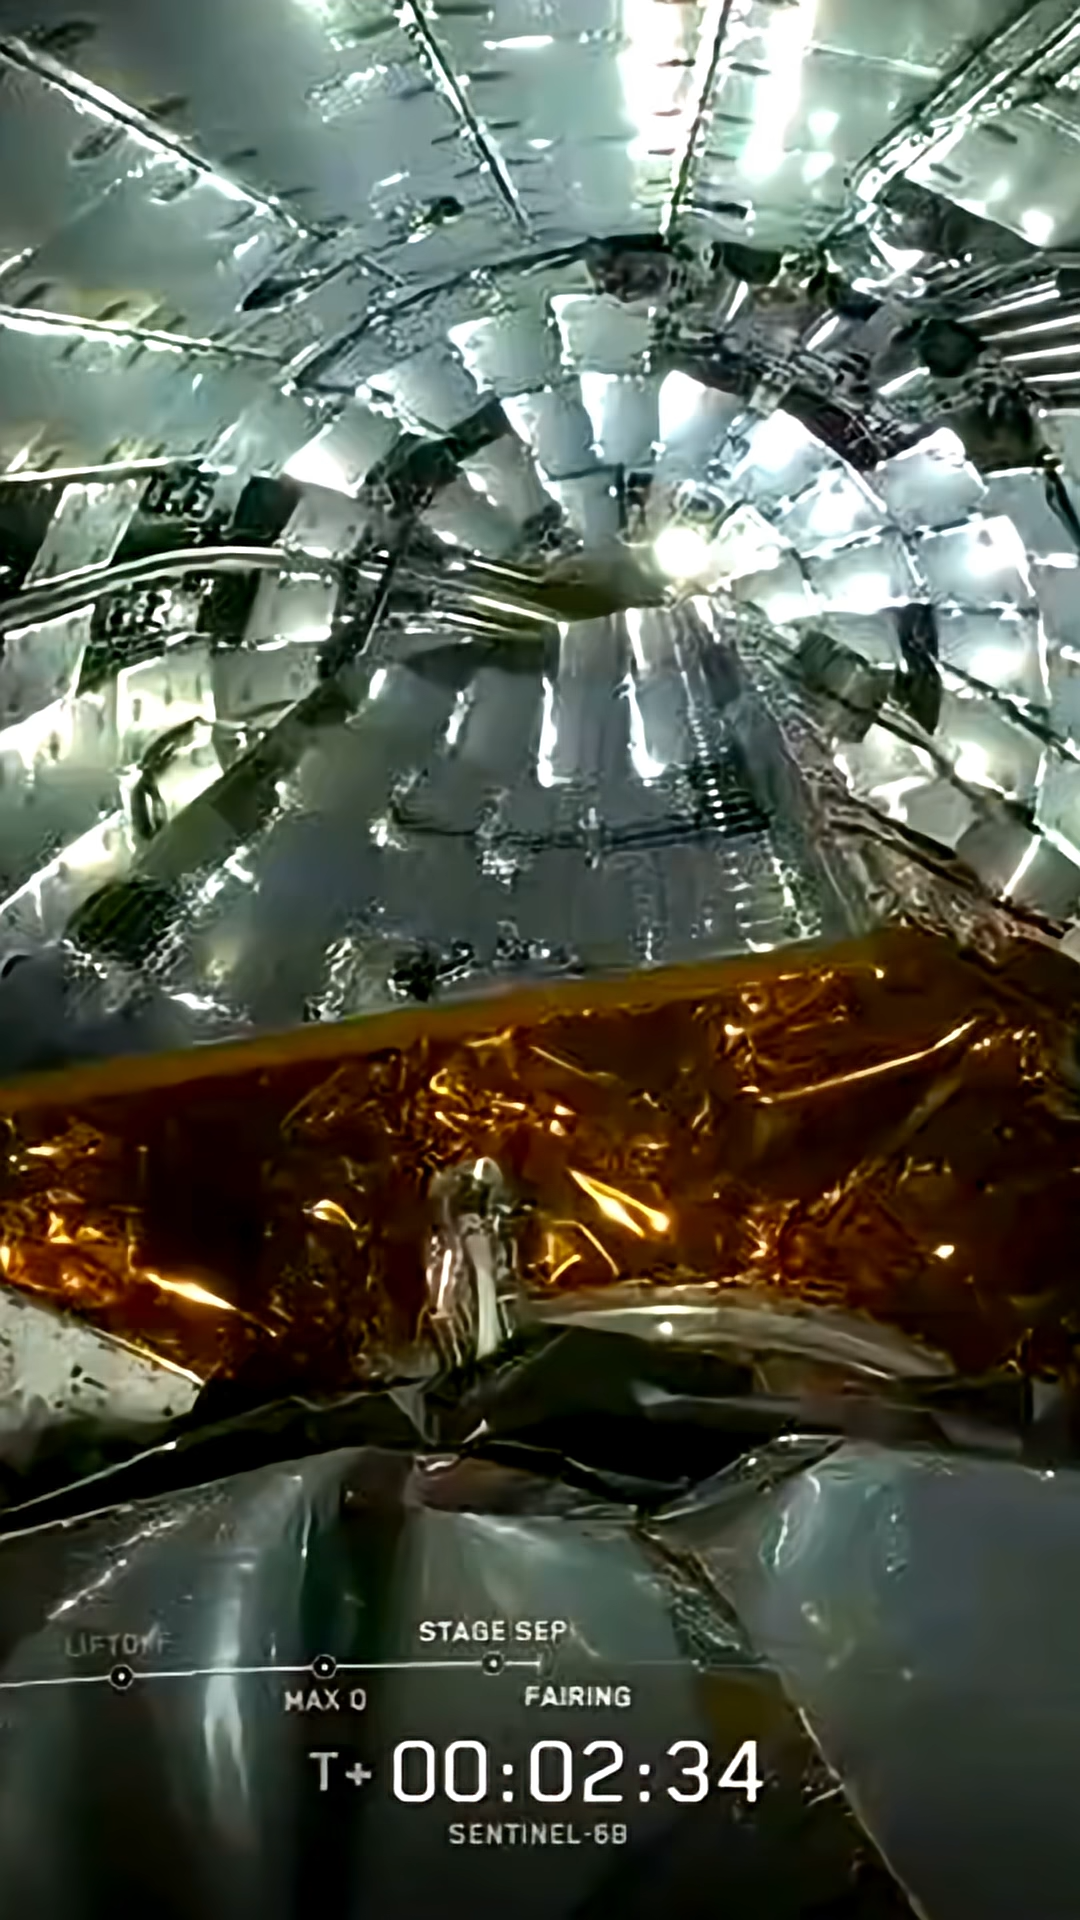 LIFTOFF
STAGE SEP
MAX Q
FAIRING
T+ 00:02:34
SENTINEL-6B